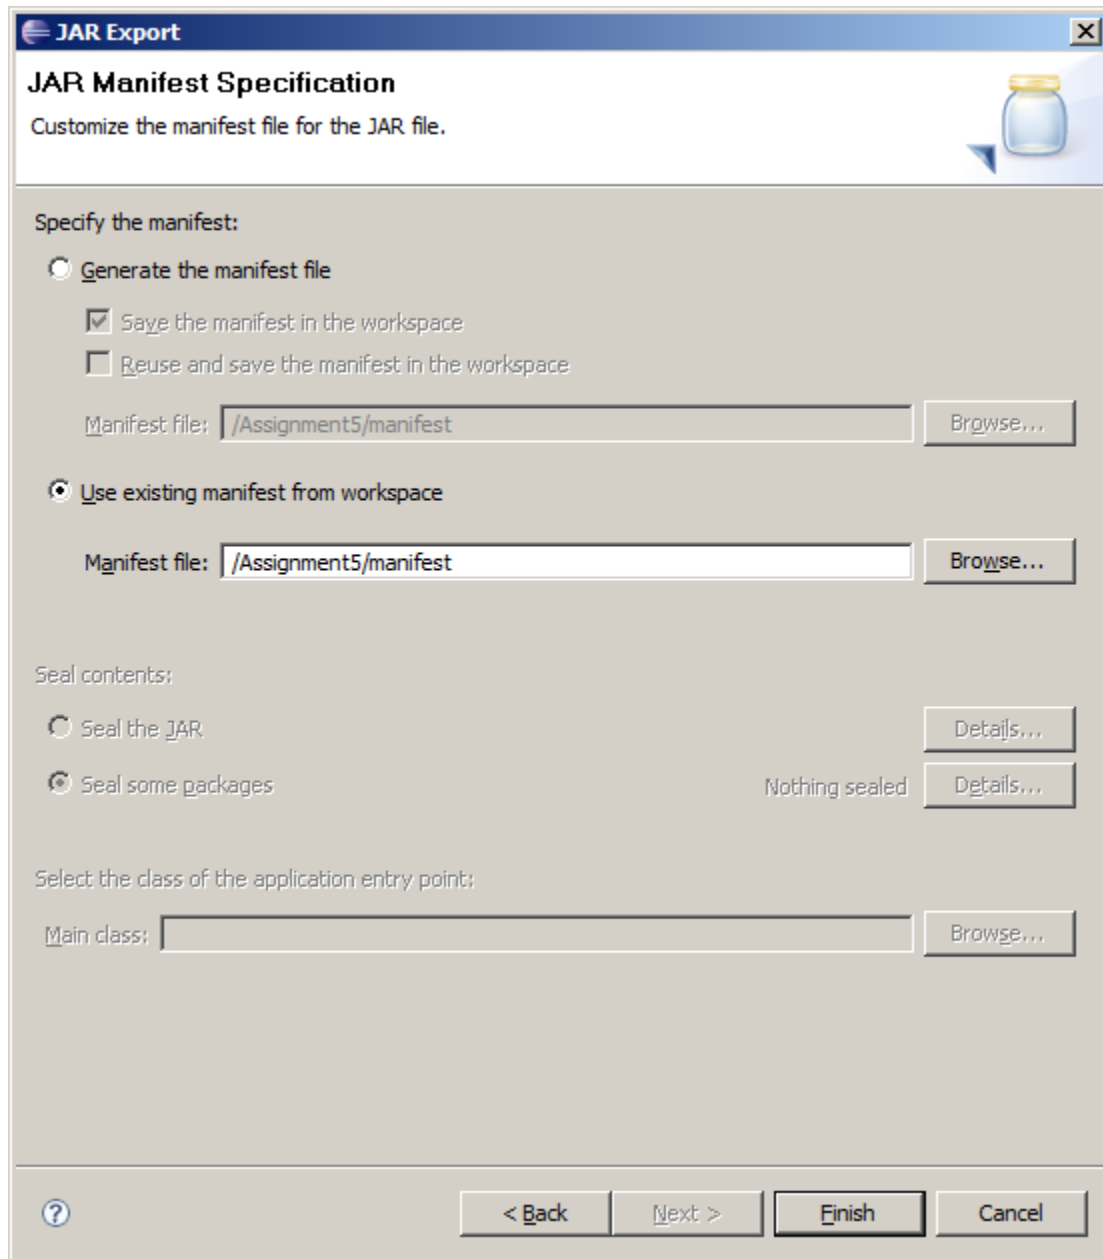 JAR Export
JAR Manifest Specification
Customize the manifest file for the JAR file.
Specify the manifest:
Generate the manifest file
Save the manifest in the workspace
Reuse and save the manifest in the workspace
Manifest file: /Assignment5/manifest Browse...
Use existing manifest from workspace
Manifest file: /Assignment5/manifest Browse...
Seal contents:
Seal the JAR Details...
Seal some packages Nothing sealed Details...
Select the class of the application entry point:
Main class: Browse...
? < Back Next > Finish Cancel